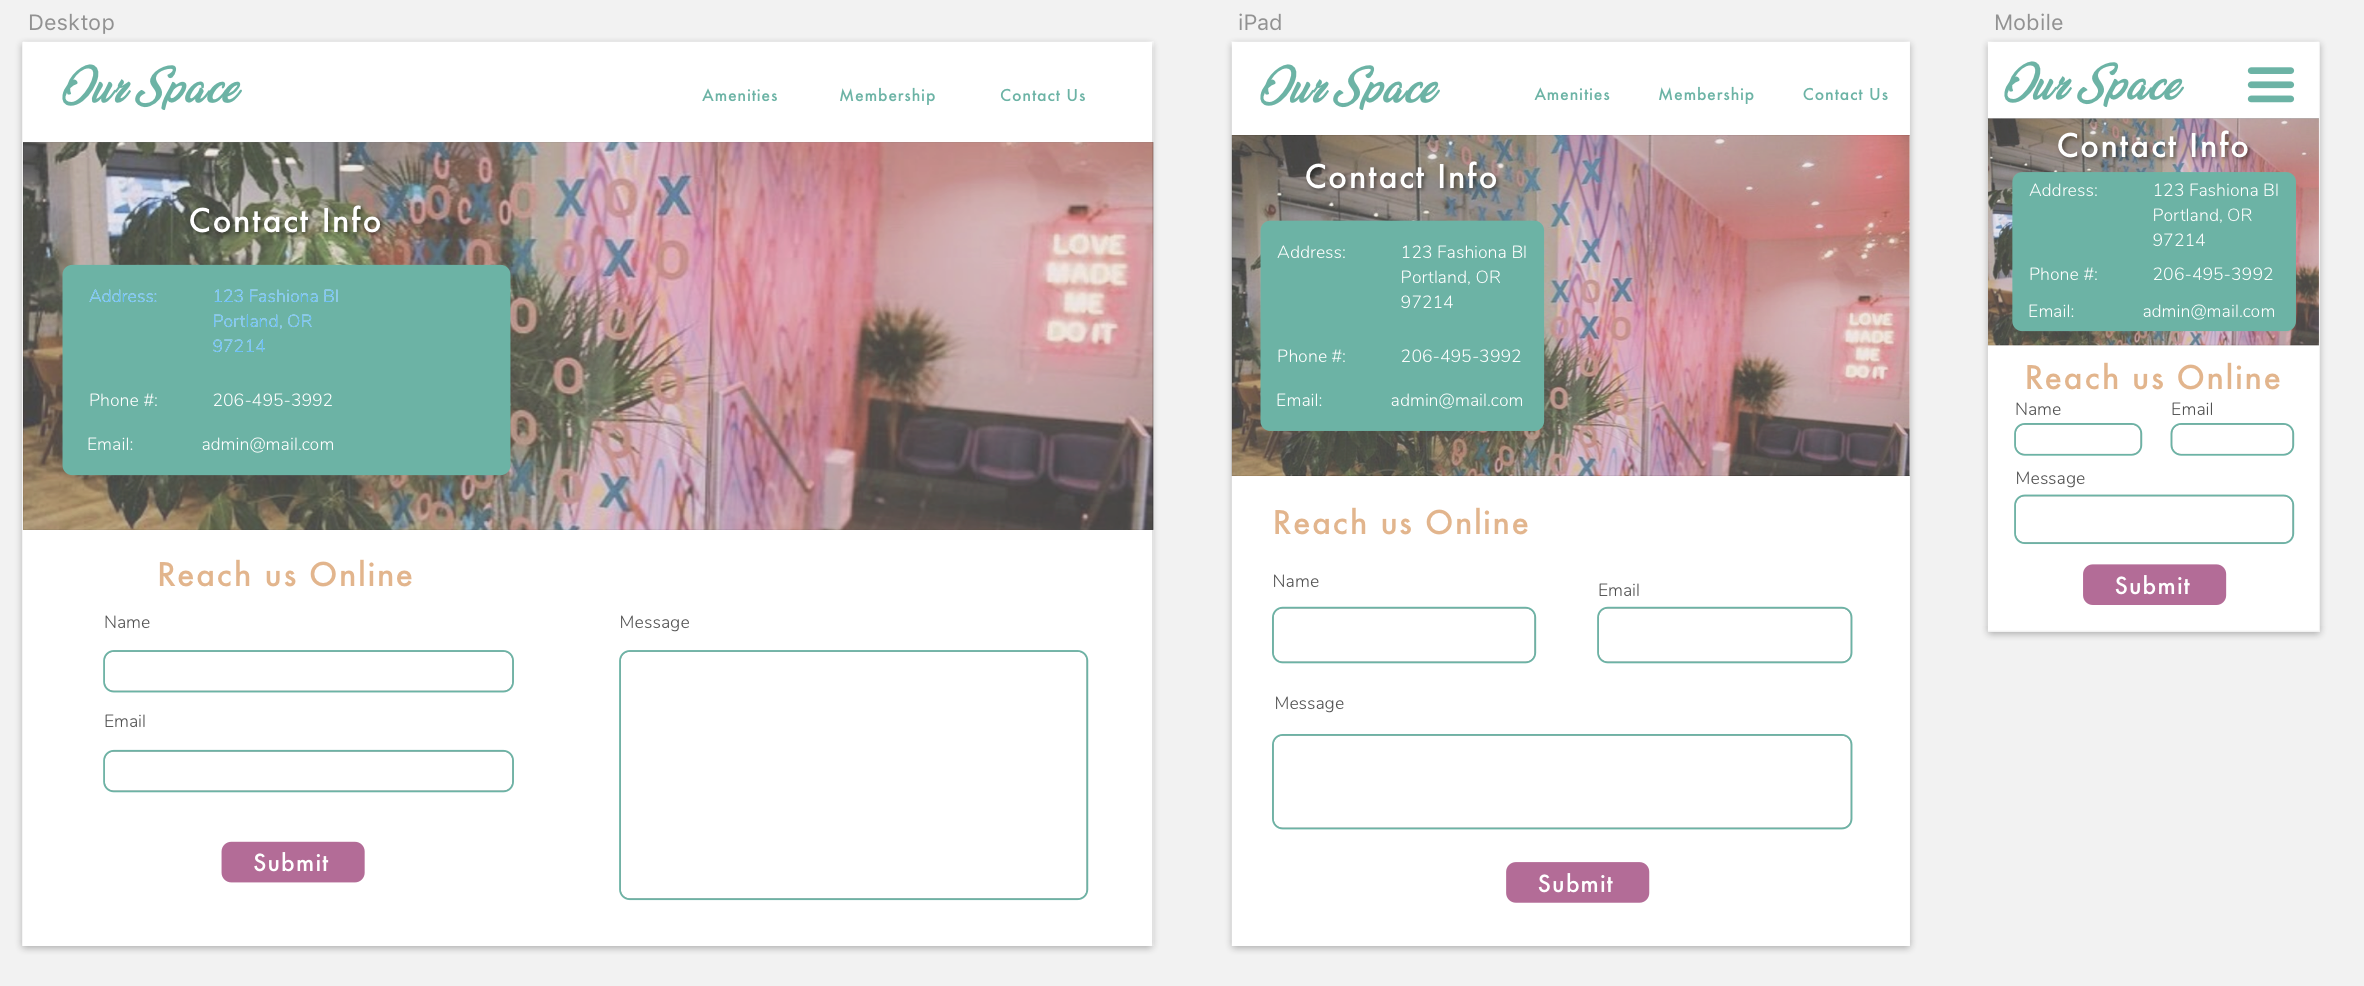 Desktop
Our Space
Amenities
Membership
Contact Us
Contact Info
LOVE
MADE
ME
DO IT
Address:
123 Fashiona Bl
Portland, OR
97214
Phone #:
206-495-3992
Email:
admin@mail.com
Reach us Online
Name
Email
Message
Submit
iPad
Our Space
Amenities
Membership
Contact Us
Contact Info
Address:
123 Fashiona Bl
Portland, OR
97214
Phone #:
206-495-3992
Email:
admin@mail.com
LOVE
MADE
ME
DO IT
Reach us Online
Name
Email
Message
Submit
Mobile
Our Space
Contact Info
Address:
123 Fashiona Bl
Portland, OR
97214
Phone #:
206-495-3992
Email:
admin@mail.com
Reach us Online
Name
Email
Message
Submit